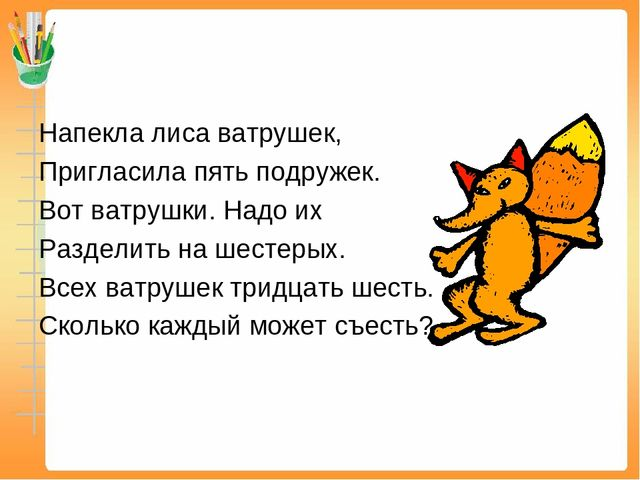 Напекла лиса ватрушек,
Пригласила пять подружек.
Вот ватрушки. Надо их
Разделить на шестерых.
Всех ватрушек тридцать шесть.
Сколько каждый может съесть?